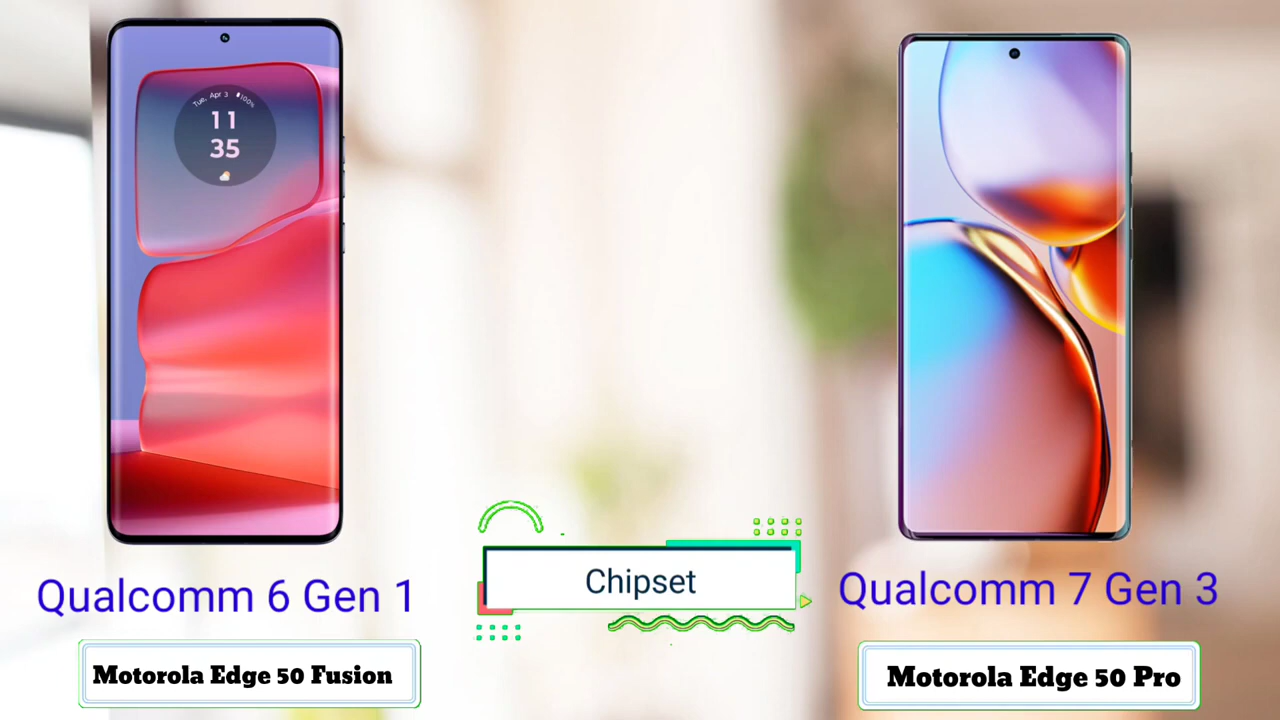 Tue, Apr 3 100%
11
35
Qualcomm 6 Gen 1
Chipset
Qualcomm 7 Gen 3
Motorola Edge 50 Fusion
Motorola Edge 50 Pro